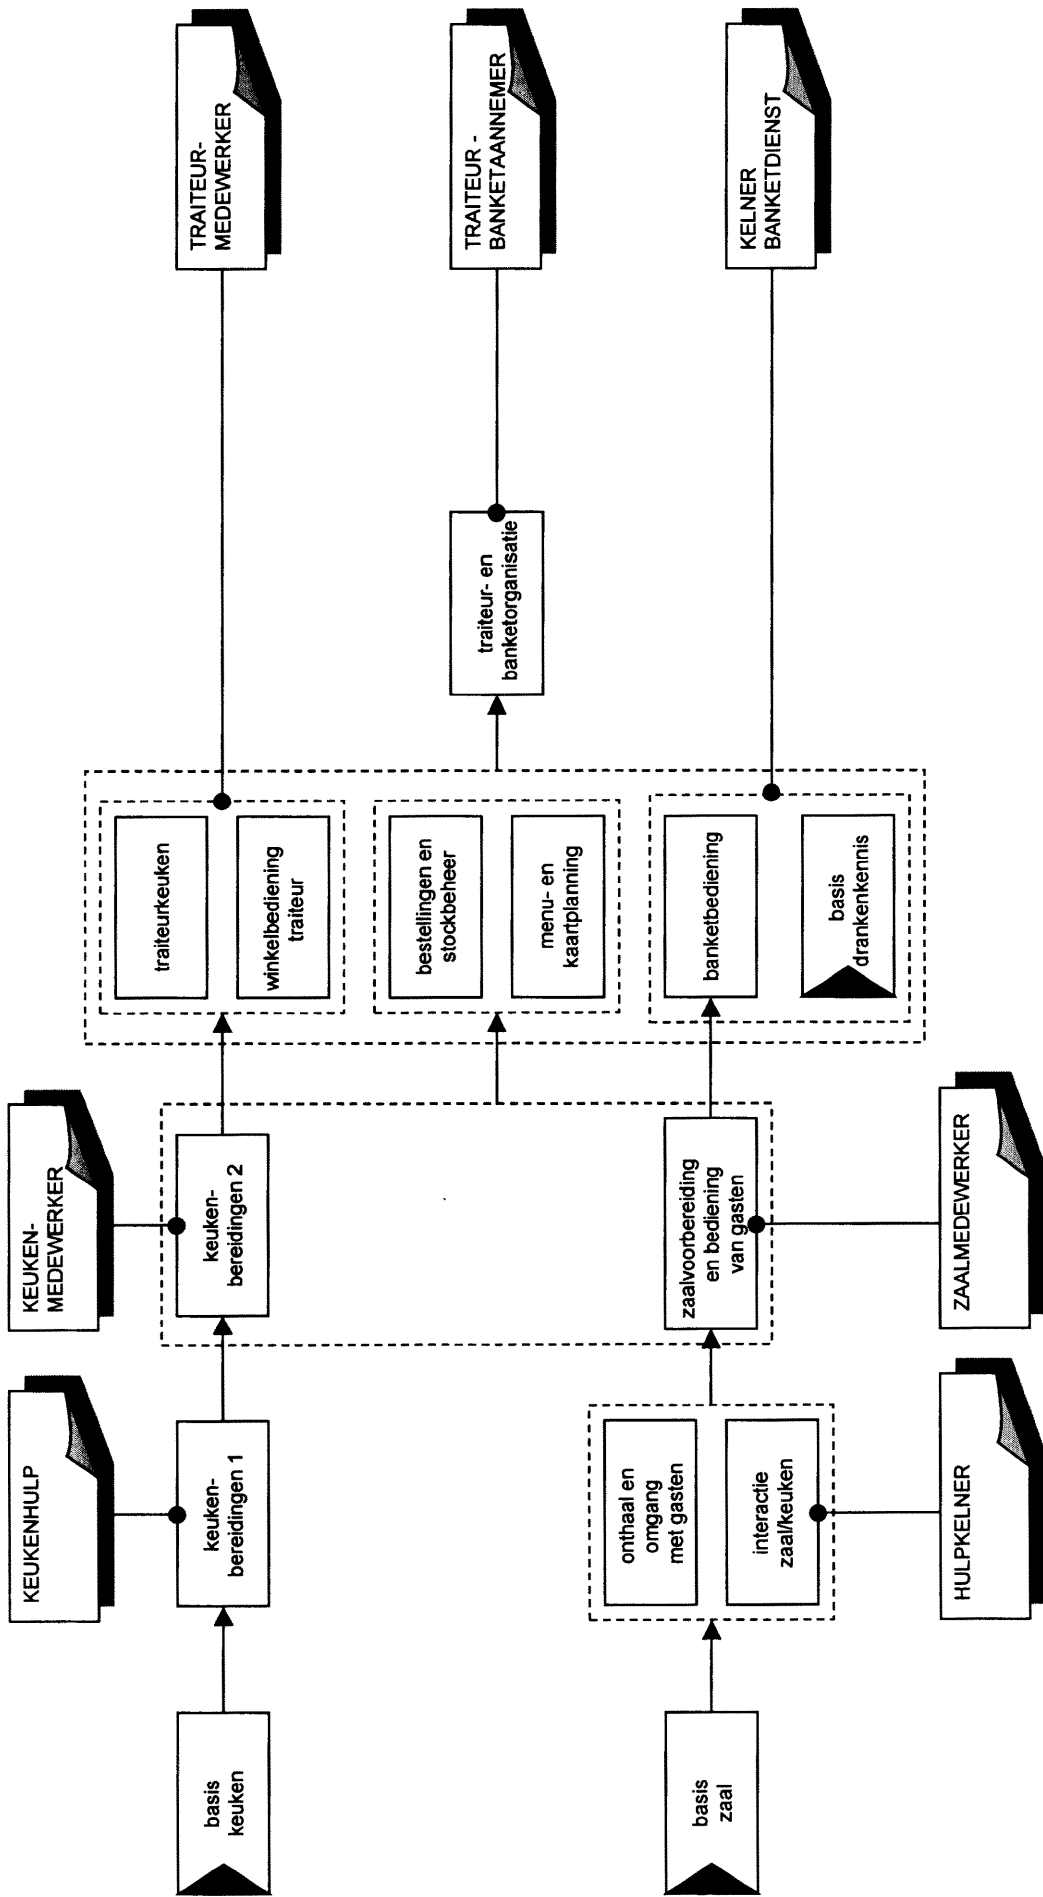 KEUKENHULP
KEUKEN-
MEDEWERKER
basis
keuken
keuken-
bereidingen 1
keuken-
bereidingen 2
traiteurkeuken
winkelbediening
traiteur
TRAITEUR-
MEDEWERKER
bestellingen en
stockbeheer
menu- en
kaartplanning
traiteur- en
banketorganisatie
TRAITEUR -
BANKETAANNEMER
basis
zaal
onthaal en
omgang
met gasten
interactie
zaal/keuken
zaalvoorbereiding
en bediening
van gasten
banketbediening
basis
drankenkennis
KELNER
BANKETDIENST
HULPKELNER
ZAALMEDEWERKER